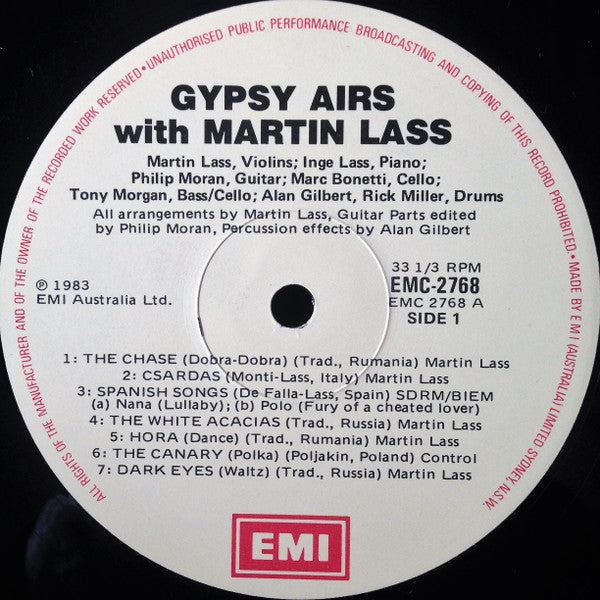 ALL RIGHTS OF THE MANUFACTURER AND OF THE OWNER OF THE RECORDED WORK RESERVED • UNAUTHORISED PUBLIC PERFORMANCE BROADCASTING AND COPYING OF THIS RECORD PROHIBITED. • MADE BY E M I (AUSTRALIA) LIMITED SYDNEY, N.S.W.
GYPSY AIRS
with MARTIN LASS
Martin Lass, Violins; Inge Lass, Piano;
Philip Moran, Guitar; Marc Bonetti, Cello;
Tony Morgan, Bass/Cello; Alan Gilbert, Rick Miller, Drums
All arrangements by Martin Lass, Guitar Parts edited
by Philip Moran, Percussion effects by Alan Gilbert
℗ 1983
EMI Australia Ltd.
33 1/3 RPM
EMC-2768
EMC 2768 A
SIDE 1
1: THE CHASE (Dobra-Dobra) (Trad., Rumania) Martin Lass
2: CSARDAS (Monti-Lass, Italy) Martin Lass
3: SPANISH SONGS (De Falla-Lass, Spain) SDRM/BIEM
(a) Nana (Lullaby); (b) Polo (Fury of a cheated lover)
4: THE WHITE ACACIAS (Trad., Russia) Martin Lass
5: HORA (Dance) (Trad., Rumania) Martin Lass
6: THE CANARY (Polka) (Poljakin, Poland) Control
7: DARK EYES (Waltz) (Trad., Russia) Martin Lass
EMI